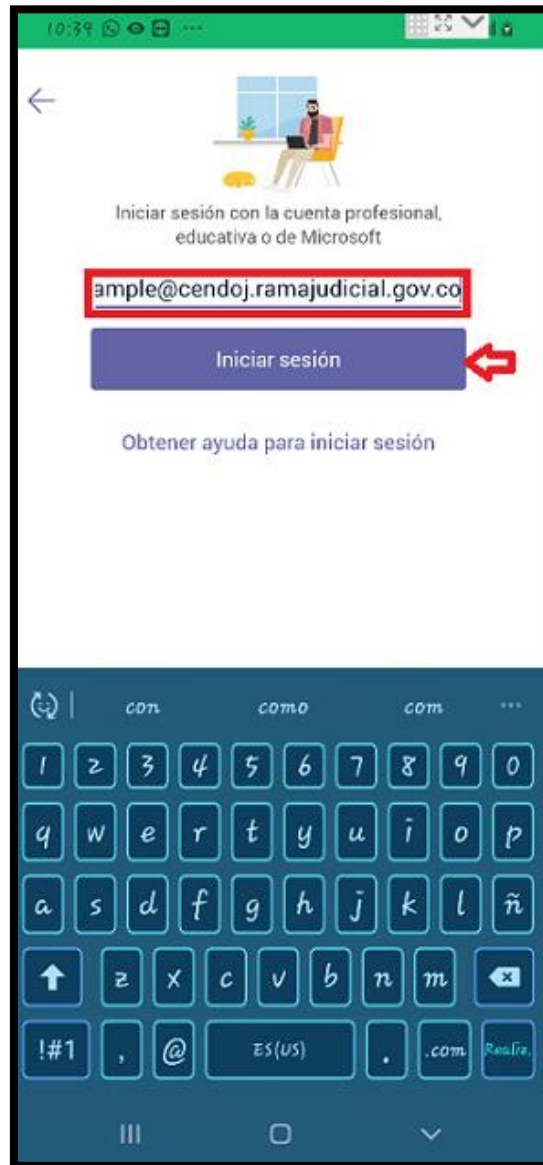 10:39 ...
Iniciar sesión con la cuenta profesional,
educativa o de Microsoft
ample@cendoj.ramajudicial.gov.co
Iniciar sesión
Obtener ayuda para iniciar sesión
con como com ...
1 2 3 4 5 6 7 8 9 0
q w e r t y u i o p
a s d f g h j k l ñ
z x c v b n m
!#1 , @ ES(US) . .com Realiz.